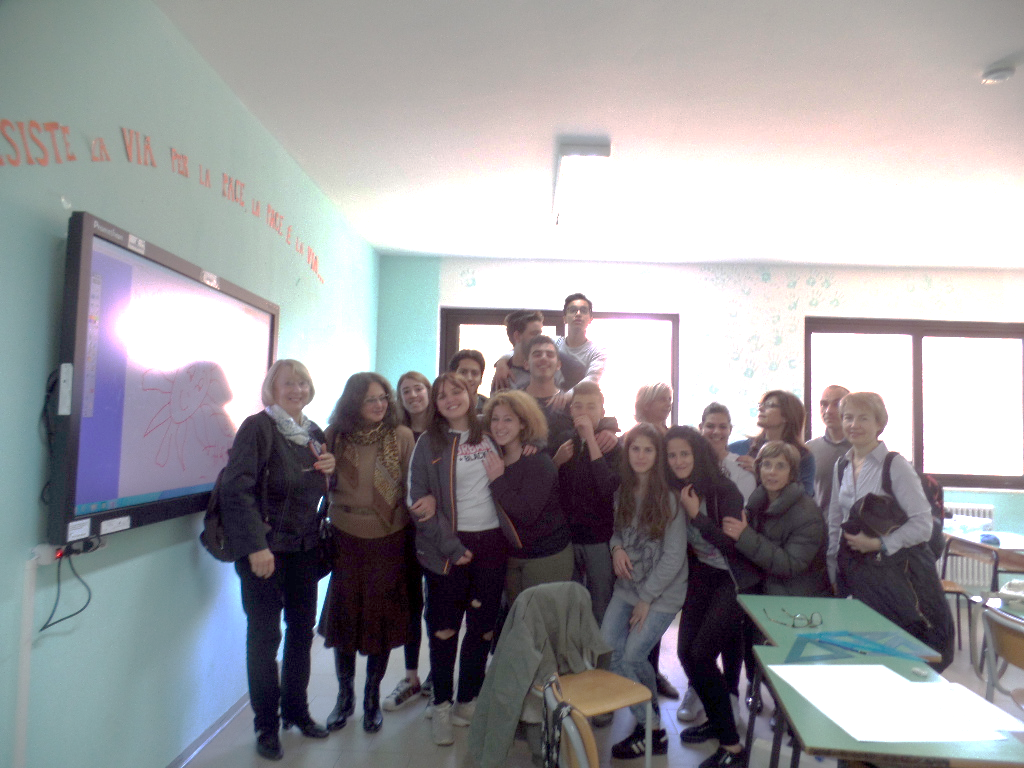 SISTE LA VIA PER LA PACE, LA PACE È LA VIA...